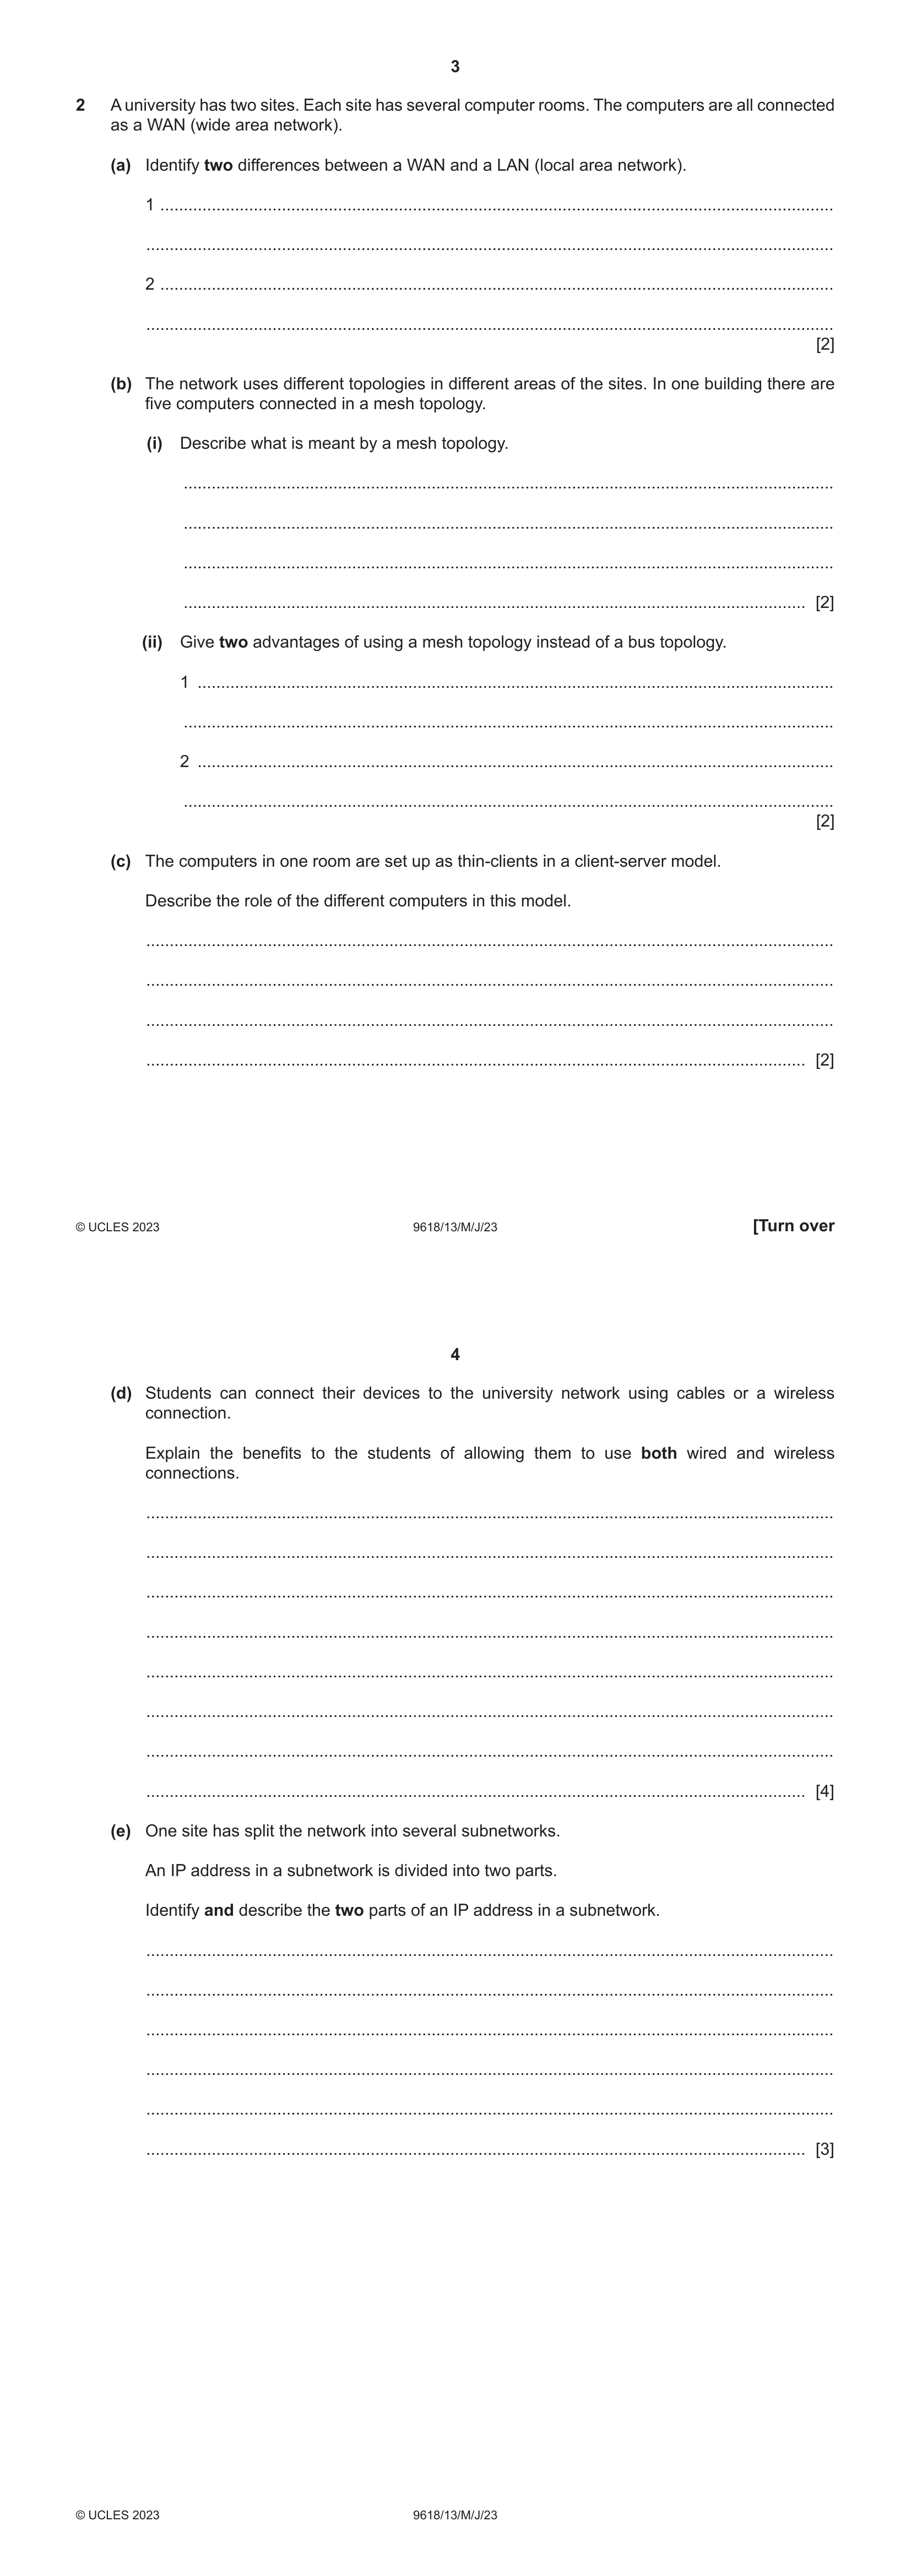 3
2 A university has two sites. Each site has several computer rooms. The computers are all connected
as a WAN (wide area network).
(a) Identify two differences between a WAN and a LAN (local area network).
1 ................................................................
................................................................
2 ................................................................
................................................................
[2]
(b) The network uses different topologies in different areas of the sites. In one building there are
five computers connected in a mesh topology.
(i) Describe what is meant by a mesh topology.
................................................................
................................................................
................................................................
................................................................ [2]
(ii) Give two advantages of using a mesh topology instead of a bus topology.
1 ................................................................
................................................................
2 ................................................................
................................................................
[2]
(c) The computers in one room are set up as thin-clients in a client-server model.
Describe the role of the different computers in this model.
................................................................
................................................................
................................................................
................................................................ [2]
© UCLES 2023 9618/13/M/J/23 [Turn over
4
(d) Students can connect their devices to the university network using cables or a wireless
connection.
Explain the benefits to the students of allowing them to use both wired and wireless
connections.
................................................................
................................................................
................................................................
................................................................
................................................................
................................................................
................................................................
................................................................ [4]
(e) One site has split the network into several subnetworks.
An IP address in a subnetwork is divided into two parts.
Identify and describe the two parts of an IP address in a subnetwork.
................................................................
................................................................
................................................................
................................................................
................................................................
................................................................ [3]
© UCLES 2023 9618/13/M/J/23